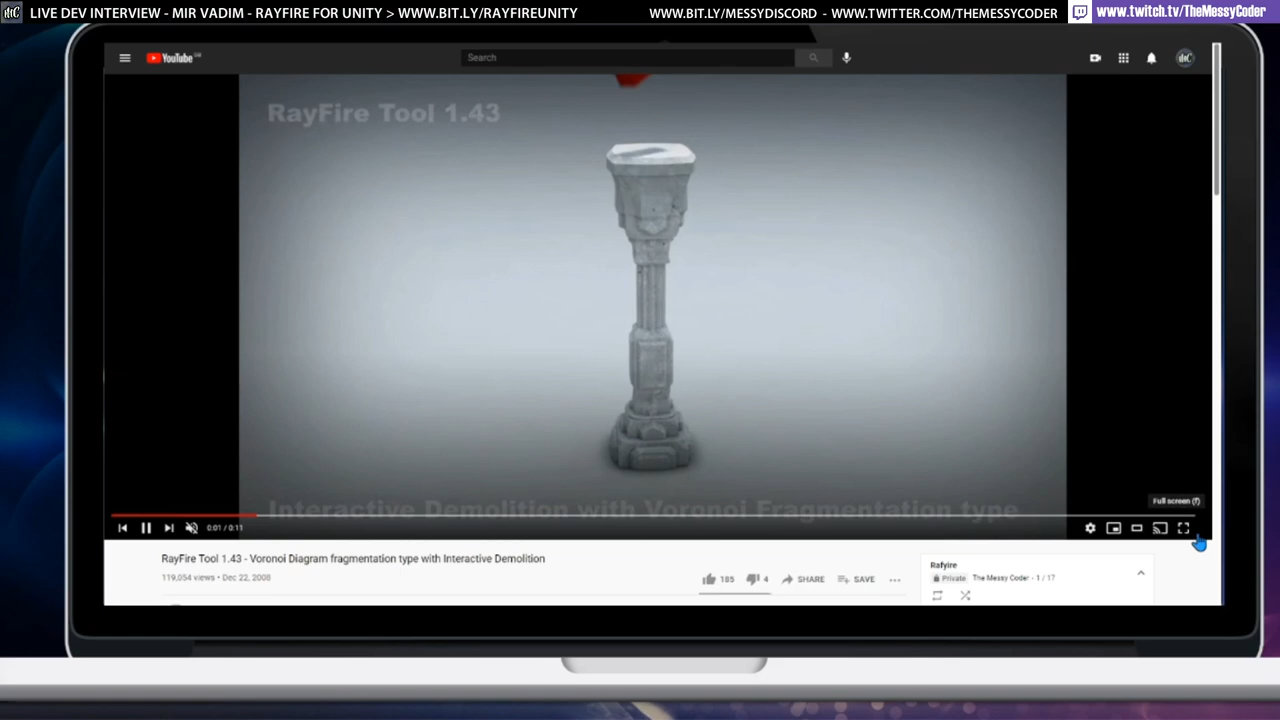 LIVE DEV INTERVIEW - MIR VADIM - RAYFIRE FOR UNITY > WWW.BIT.LY/RAYFIREUNITY
WWW.BIT.LY/MESSYDISCORD - WWW.TWITTER.COM/THEMESSYCODER
www.twitch.tv/TheMessyCoder
YouTube GB
Search
RayFire Tool 1.43
Interactive Demolition with Voronoi Fragmentation type
Full screen (f)
0:01 / 0:11
RayFire Tool 1.43 - Voronoi Diagram fragmentation type with Interactive Demolition
119,054 views • Dec 22, 2008
185
4
SHARE
SAVE
Rafyire
Private
The Messy Coder - 1 / 17